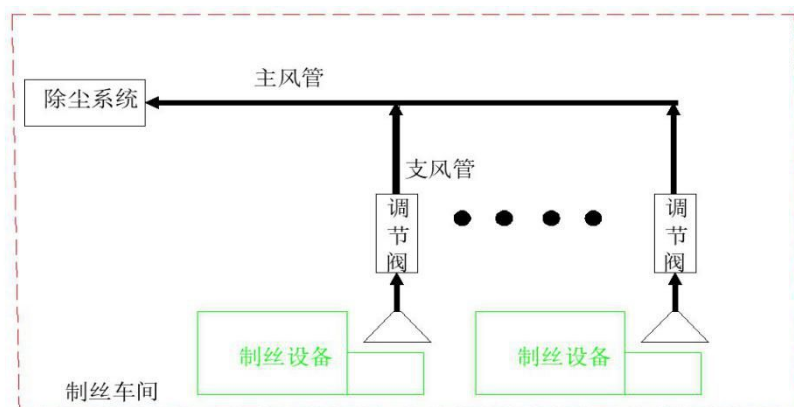 主风管
除尘系统
支风管
调节阀
调节阀
制丝设备
制丝设备
制丝车间